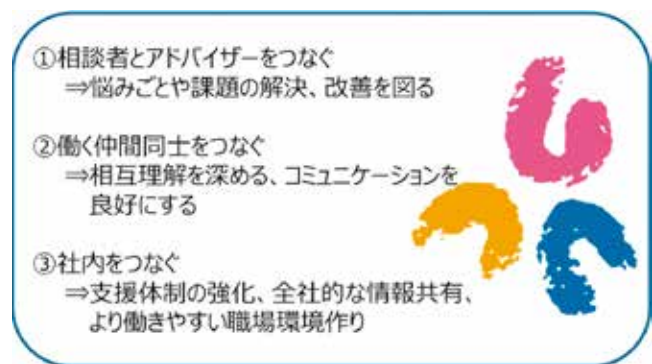 ①相談者とアドバイザーをつなぐ
⇒悩みごとや課題の解決、改善を図る
②働く仲間同士をつなぐ
⇒相互理解を深める、コミュニケーションを
良好にする
③社内をつなぐ
⇒支援体制の強化、全社的な情報共有、
より働きやすい職場環境作り